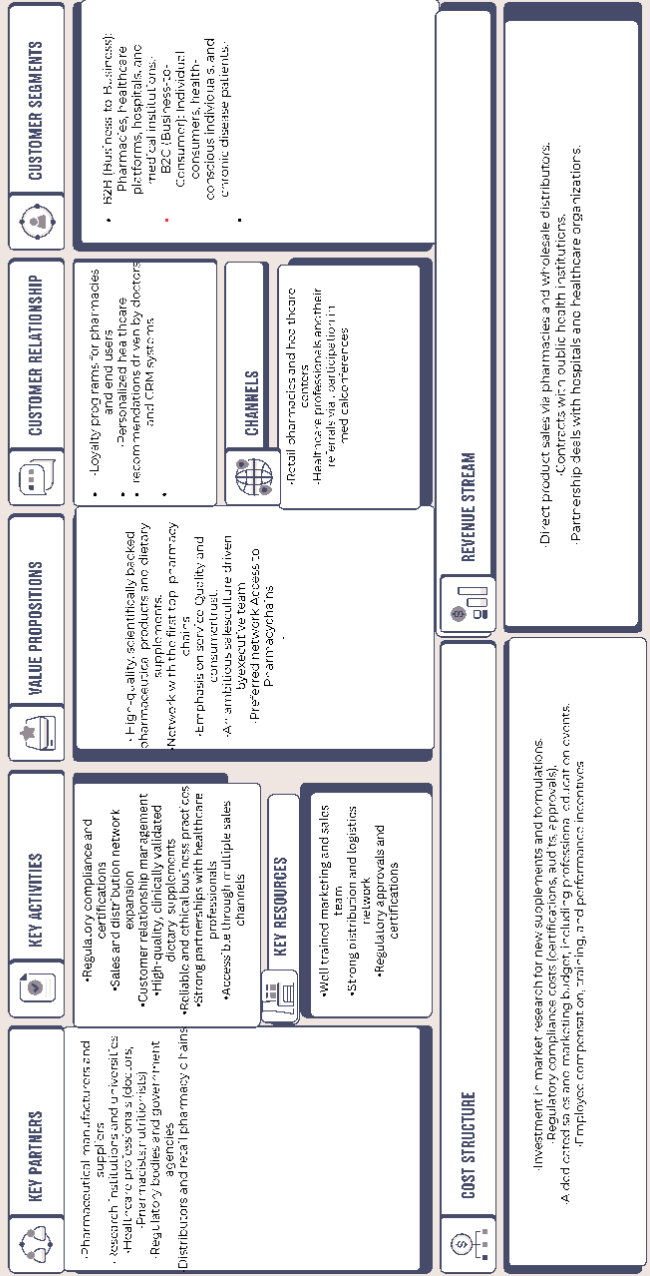 KEY PARTNERS
·Pharmaceutical manufacturers and
suppliers
·Research institutions and universities
·Healthcare professionals (doctors,
·Pharmacists,nutritionists)
·Regulatory bodies and government
agencies
·Distributors and retail pharmacy chains
KEY ACTIVITIES
•Regulatory compliance and
certifications
•Sales and distribution network
expansion
•Customer relationship management
•High-quality, clinically validated
dietary supplements
•Reliable and ethical business practices
•Strong partnerships with healthcare
professionals
•Accessible through multiple sales
channels
KEY RESOURCES
•Well trained marketing and sales
team
•Strong distribution and logistics
network
•Regulatory approvals and
certifications
VALUE PROPOSITIONS
· High-quality, scientifically backed
pharmaceutical products and dietary
supplements.
·Network with the first top pharmacy
chains
·Emphasis on service Quality and
consumertrust.
·An ambitious salesculture driven
byexecutive team
·Preferred network Access to
Pharmacychains
CUSTOMER RELATIONSHIP
• ·Loyalty programs for pharmacies
and end users
• ·Personalized healthcare
• recommendations driven by doctors
• and CRM systems
CHANNELS
·Retail pharmacies and healthcare
centers
·Healthcare professionals andtheir
referrals via , participation in
medicalconferences
CUSTOMER SEGMENTS
• B2B (Business to Business):
Pharmacies, healthcare
platforms, hospitals, and
medical institutions.·
• B2C (Business-to-
Consumer): Individual
consumers, health-
conscious individuals, and
chronic disease patients.·
•
COST STRUCTURE
·Investment in market research for new supplements and formulations.
·Regulatory compliance costs (certifications, audits, approvals).
·A dedicated sales and marketing budget, including professional education events.
·Employee compensation, training, and performance incentives
REVENUE STREAM
·Direct product sales via pharmacies and wholesale distributors.
·Contracts with public health institutions.
·Partnership deals with hospitals and healthcare organizations.